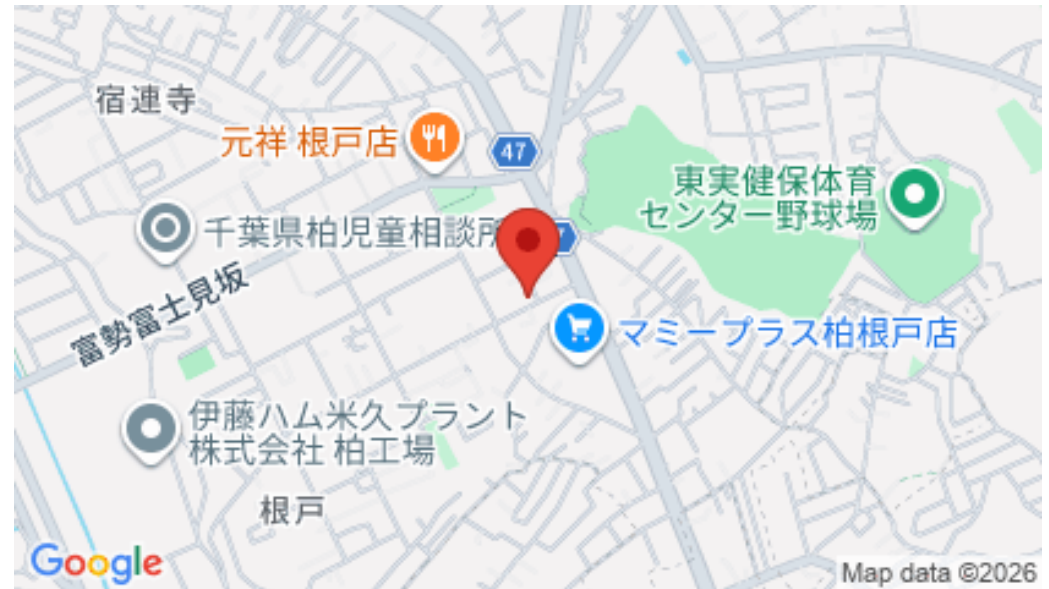 宿連寺
元祥 根戸店
47
東実健保体育
センター野球場
千葉県柏児童相談所
7
富勢富士見坂
マミープラス柏根戸店
伊藤ハム米久プラント
株式会社 柏工場
根戸
Google
Map data ©2026